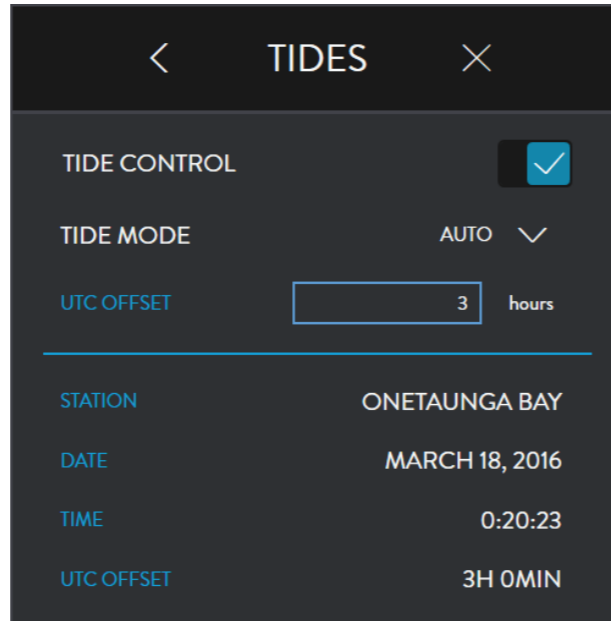 TIDES
TIDE CONTROL
TIDE MODE AUTO
UTC OFFSET 3 hours
STATION ONETAUNGA BAY
DATE MARCH 18, 2016
TIME 0:20:23
UTC OFFSET 3H 0MIN